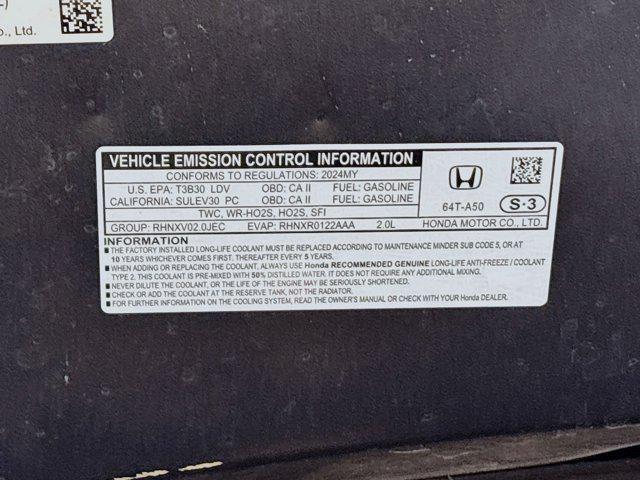 o., Ltd.
VEHICLE EMISSION CONTROL INFORMATION
CONFORMS TO REGULATIONS: 2024MY
U.S. EPA: T3B30 LDV OBD: CA II FUEL: GASOLINE
CALIFORNIA: SULEV30 PC OBD: CA II FUEL: GASOLINE
TWC, WR-HO2S, HO2S, SFI
GROUP: RHNXV02.0JEC EVAP: RHNXR0122AAA 2.0L
64T-A50
S·3
HONDA MOTOR CO., LTD.
INFORMATION
■ THE FACTORY INSTALLED LONG-LIFE COOLANT MUST BE REPLACED ACCORDING TO MAINTENANCE MINDER SUB CODE 5, OR AT
10 YEARS WHICHEVER COMES FIRST. THEREAFTER EVERY 5 YEARS.
■ WHEN ADDING OR REPLACING THE COOLANT, ALWAYS USE Honda RECOMMENDED GENUINE LONG-LIFE ANTI-FREEZE / COOLANT
TYPE 2. THIS COOLANT IS PRE-MIXED WITH 50% DISTILLED WATER. IT DOES NOT REQUIRE ANY ADDITIONAL MIXING.
■ NEVER DILUTE THE COOLANT, OR THE LIFE OF THE ENGINE MAY BE SERIOUSLY SHORTENED.
■ CHECK OR ADD COOLANT AT THE RESERVE TANK, NOT THE RADIATOR.
■ FOR FURTHER INFORMATION ON THE COOLING SYSTEM, READ THE OWNER'S MANUAL OR CHECK WITH YOUR Honda DEALER.